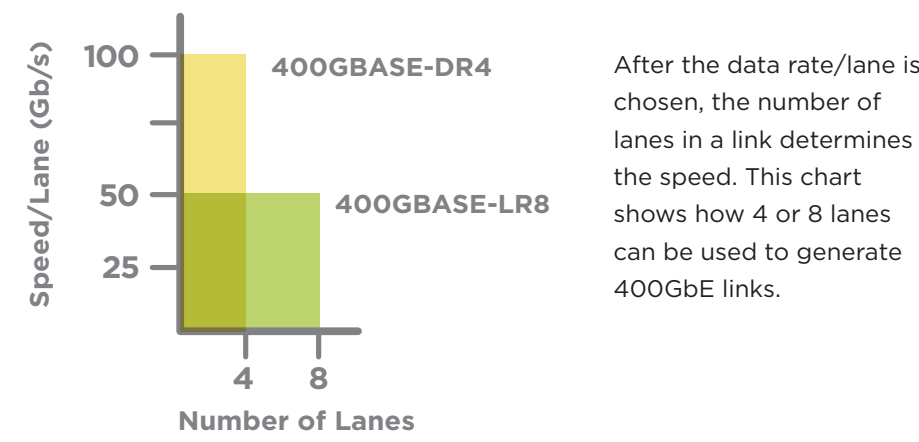 Speed/Lane (Gb/s)
100
50
25
400GBASE-DR4
400GBASE-LR8
4
8
Number of Lanes
After the data rate/lane is
chosen, the number of
lanes in a link determines
the speed. This chart
shows how 4 or 8 lanes
can be used to generate
400GbE links.